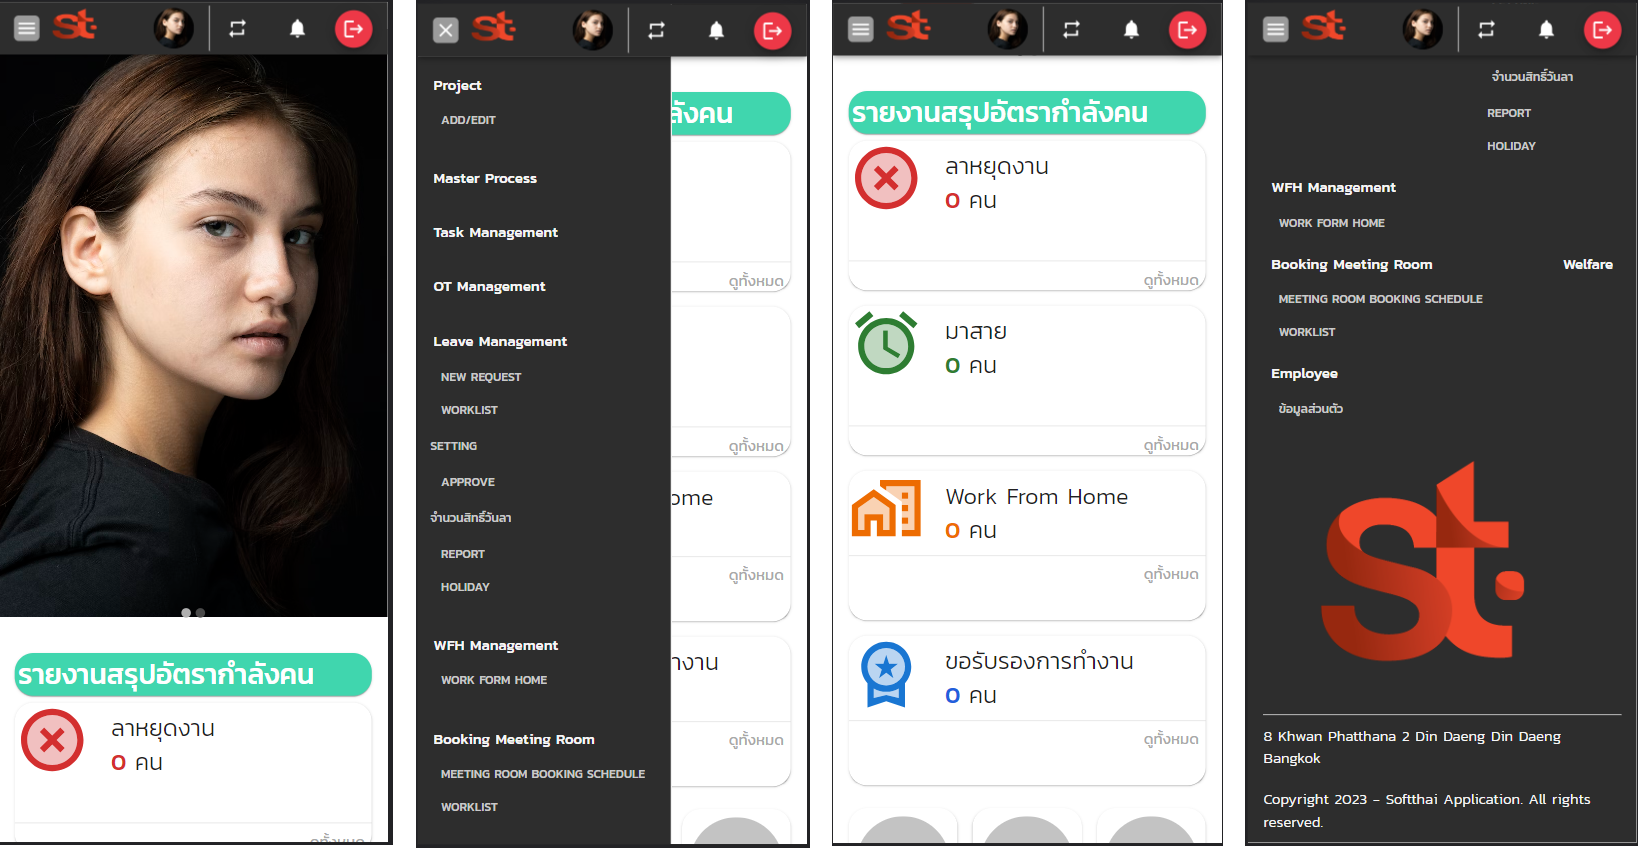 st.
รายงานสรุปอัตรากำลังคน
ลาหยุดงาน
0 คน
ดูทั้งหมด
st.
Project
ADD/EDIT
Master Process
Task Management
OT Management
Leave Management
NEW REQUEST
WORKLIST
SETTING
APPROVE
จำนวนสิทธิ์วันลา
REPORT
HOLIDAY
WFH Management
WORK FORM HOME
Booking Meeting Room
MEETING ROOM BOOKING SCHEDULE
WORKLIST
ลังคน
ดูทั้งหมด
ดูทั้งหมด
ome
ดูทั้งหมด
างาน
ดูทั้งหมด
st.
รายงานสรุปอัตรากำลังคน
ลาหยุดงาน
0 คน
ดูทั้งหมด
มาสาย
0 คน
ดูทั้งหมด
Work From Home
0 คน
ดูทั้งหมด
ขอรับรองการทำงาน
0 คน
ดูทั้งหมด
st.
จำนวนสิทธิ์วันลา
REPORT
HOLIDAY
WFH Management
WORK FORM HOME
Booking Meeting Room Welfare
MEETING ROOM BOOKING SCHEDULE
WORKLIST
Employee
ข้อมูลส่วนตัว
st.
8 Khwan Phatthana 2 Din Daeng Din Daeng
Bangkok
Copyright 2023 - Softthai Application. All rights
reserved.